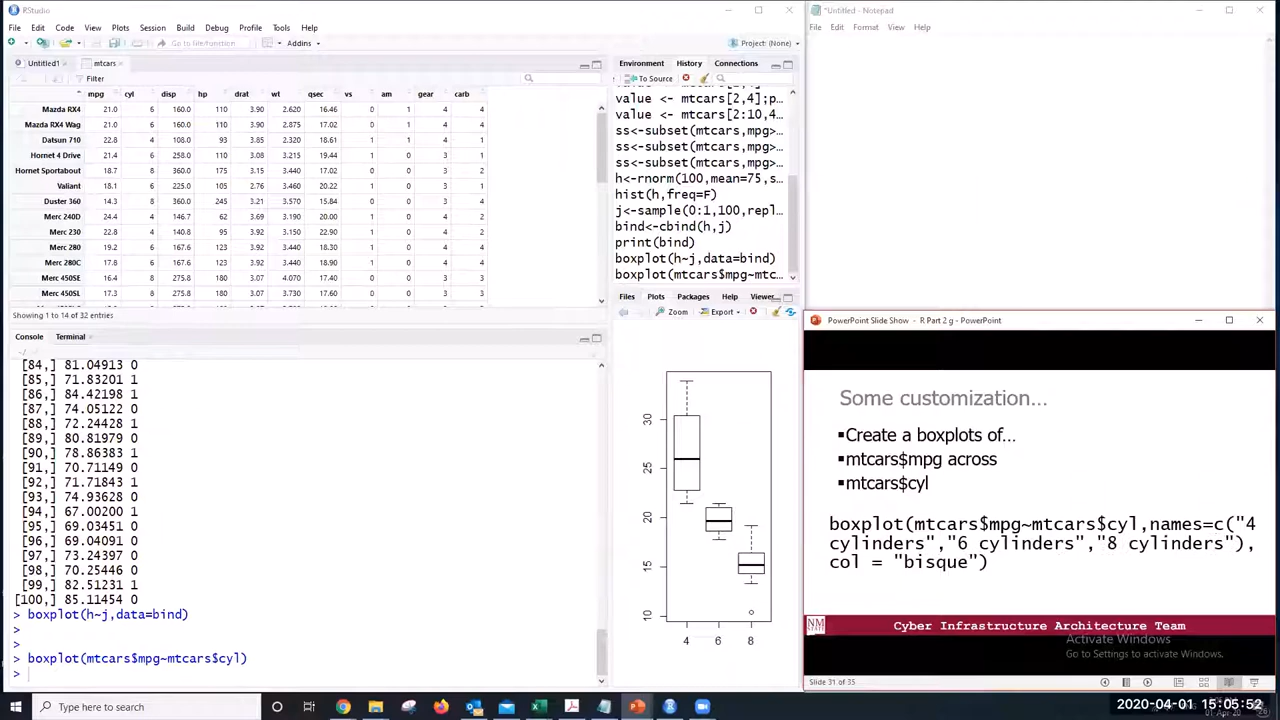 RStudio
File Edit Code View Plots Session Build Debug Profile Tools Help
Go to file/function Addins Project: (None)
Untitled1 mtcars
Filter
mpg cyl disp hp drat wt qsec vs am gear carb
Mazda RX4 21.0 6 160.0 110 3.90 2.620 16.46 0 1 4 4
Mazda RX4 Wag 21.0 6 160.0 110 3.90 2.875 17.02 0 1 4 4
Datsun 710 22.8 4 108.0 93 3.85 2.320 18.61 1 1 4 1
Hornet 4 Drive 21.4 6 258.0 110 3.08 3.215 19.44 1 0 3 1
Hornet Sportabout 18.7 8 360.0 175 3.15 3.440 17.02 0 0 3 2
Valiant 18.1 6 225.0 105 2.76 3.460 20.22 1 0 3 1
Duster 360 14.3 8 360.0 245 3.21 3.570 15.84 0 0 3 4
Merc 240D 24.4 4 146.7 62 3.69 3.190 20.00 1 0 4 2
Merc 230 22.8 4 140.8 95 3.92 3.150 22.90 1 0 4 2
Merc 280 19.2 6 167.6 123 3.92 3.440 18.30 1 0 4 4
Merc 280C 17.8 6 167.6 123 3.92 3.440 18.90 1 0 4 4
Merc 450SE 16.4 8 275.8 180 3.07 4.070 17.40 0 0 3 3
Merc 450SL 17.3 8 275.8 180 3.07 3.730 17.60 0 0 3 3
Showing 1 to 14 of 32 entries
Console Terminal
[84,] 81.04913 0
[85,] 71.83201 1
[86,] 84.42198 1
[87,] 74.05122 0
[88,] 72.24428 1
[89,] 80.81979 0
[90,] 78.86383 1
[91,] 70.71149 0
[92,] 71.71843 1
[93,] 74.93628 0
[94,] 67.00200 1
[95,] 69.03451 0
[96,] 69.04091 0
[97,] 73.24397 0
[98,] 70.25446 0
[99,] 82.51231 1
[100,] 85.11454 0
> boxplot(h~j,data=bind)
>
>
> boxplot(mtcars$mpg~mtcars$cyl)
>
Environment History Connections
To Source
value <- mtcars[2,4];p…
value <- mtcars[2:10,4…
ss<-subset(mtcars,mpg>…
ss<-subset(mtcars,mpg>…
ss<-subset(mtcars,mpg>…
h<-rnorm(100,mean=75,s…
hist(h,freq=F)
j<-sample(0:1,100,repl…
bind<-cbind(h,j)
print(bind)
boxplot(h~j,data=bind)
boxplot(mtcars$mpg~mtc…
Files Plots Packages Help Viewer
Zoom Export
30
25
20
15
10
4 6 8
*Untitled - Notepad
File Edit Format View Help
PowerPoint Slide Show - R Part 2 g - PowerPoint
Some customization…
▪Create a boxplots of…
▪mtcars$mpg across
▪mtcars$cyl
boxplot(mtcars$mpg~mtcars$cyl,names=c("4
cylinders","6 cylinders","8 cylinders"),
col = "bisque")
NM
STATE
Cyber Infrastructure Architecture Team
Activate Windows
Go to Settings to activate Windows.
Slide 31 of 35
Type here to search
2020-04-01 15:05:52
01-Apr-20